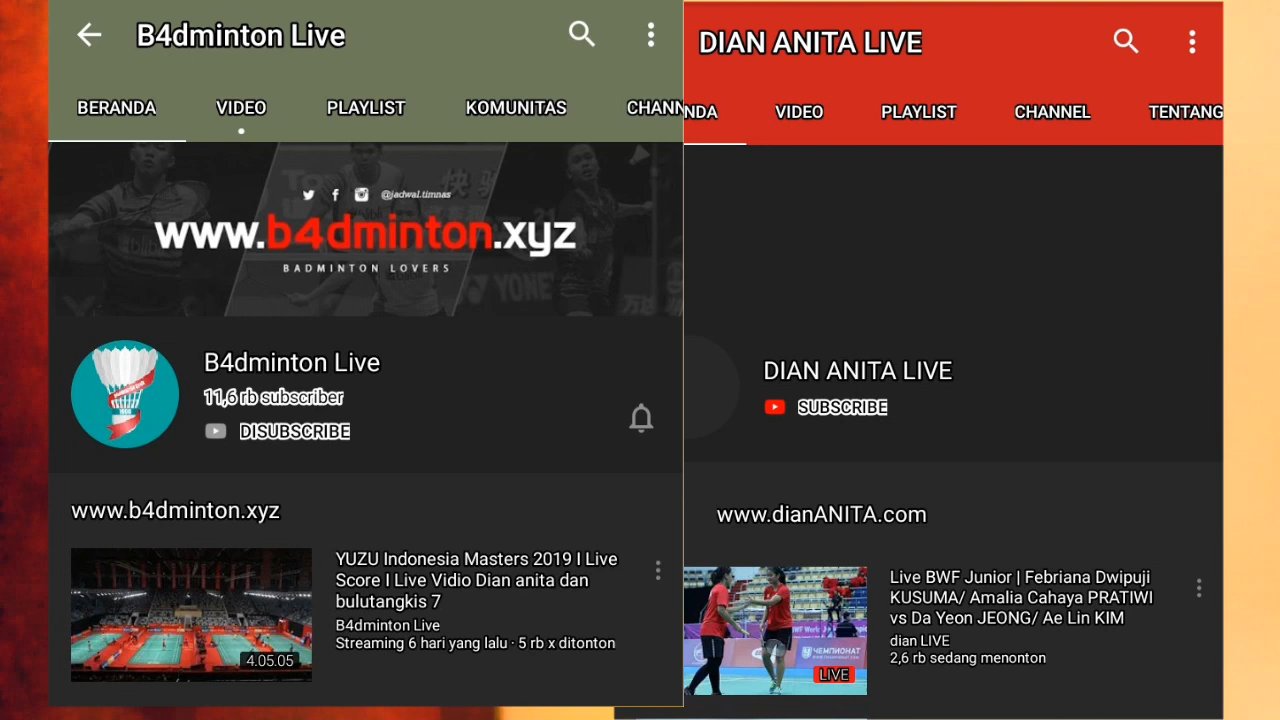 B4dminton Live
BERANDA VIDEO PLAYLIST KOMUNITAS CHANN
@jadwal.timnas
www.b4dminton.xyz
BADMINTON LOVERS
B4dminton Live
11,6 rb subscriber
DISUBSCRIBE
www.b4dminton.xyz
YUZU Indonesia Masters 2019 I Live
Score I Live Vidio Dian anita dan
bulutangkis 7
B4dminton Live
Streaming 6 hari yang lalu · 5 rb x ditonton
4.05.05
DIAN ANITA LIVE
NDA VIDEO PLAYLIST CHANNEL TENTANG
DIAN ANITA LIVE
SUBSCRIBE
www.dianANITA.com
Live BWF Junior | Febriana Dwipuji
KUSUMA/ Amalia Cahaya PRATIWI
vs Da Yeon JEONG/ Ae Lin KIM
dian LIVE
2,6 rb sedang menonton
ЧЕМПИОНАТ
LIVE